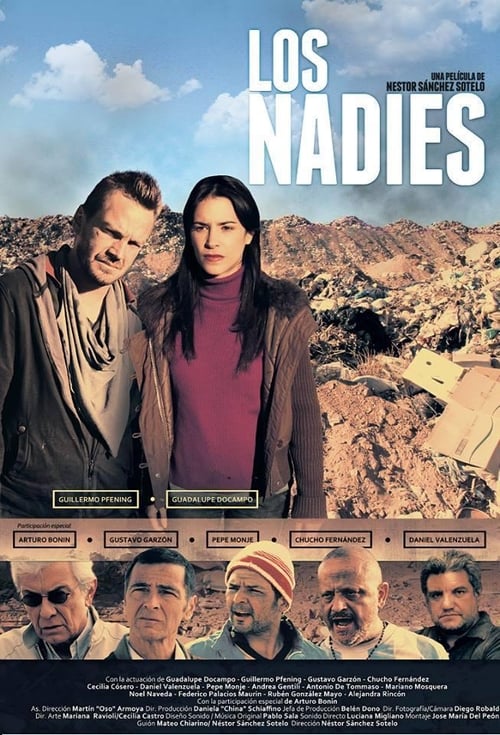 LOS
NADIES
UNA PELÍCULA DE
NESTOR SÁNCHEZ SOTELO
GUILLERMO PFENING • GUADALUPE DOCAMPO
Participación especial
ARTURO BONIN • GUSTAVO GARZÓN • PEPE MONJE • CHUCHO FERNÁNDEZ • DANIEL VALENZUELA
Con la actuación de Guadalupe Docampo - Guillermo Pfening - Gustavo Garzón - Chucho Fernández
Cecilia Cósero - Daniel Valenzuela - Pepe Monje - Andrea Gentili - Antonio De Tommaso - Mariano Mosquera
Noel Naveda - Federico Palacios Maurin - Rubén González Mayo - Alejandra Rincón
Con la participación especial de Arturo Bonín
As. Dirección Martín "Oso" Armoya Dir. Producción Daniela "China" Schiaffino Jefa de Producción Belén Dono Dir. Fotografía/Cámara Diego Robald
Dir. Arte Mariana Ravioli/Cecilia Castro Diseño Sonido / Música Original Pablo Sala Sonido Directo Luciana Migliano Montaje Jose María Del Peón
Guión Mateo Chiarino/ Néstor Sánchez Sotelo Dirección Néstor Sánchez Sotelo